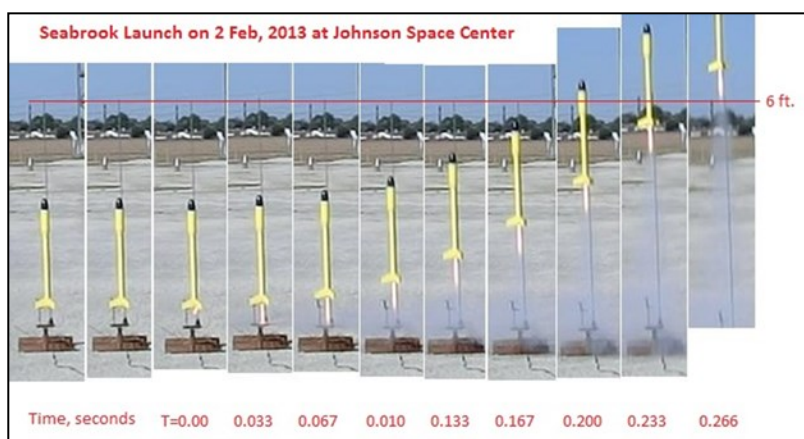 Seabrook Launch on 2 Feb, 2013 at Johnson Space Center
6 ft.
Time, seconds T=0.00 0.033 0.067 0.010 0.133 0.167 0.200 0.233 0.266